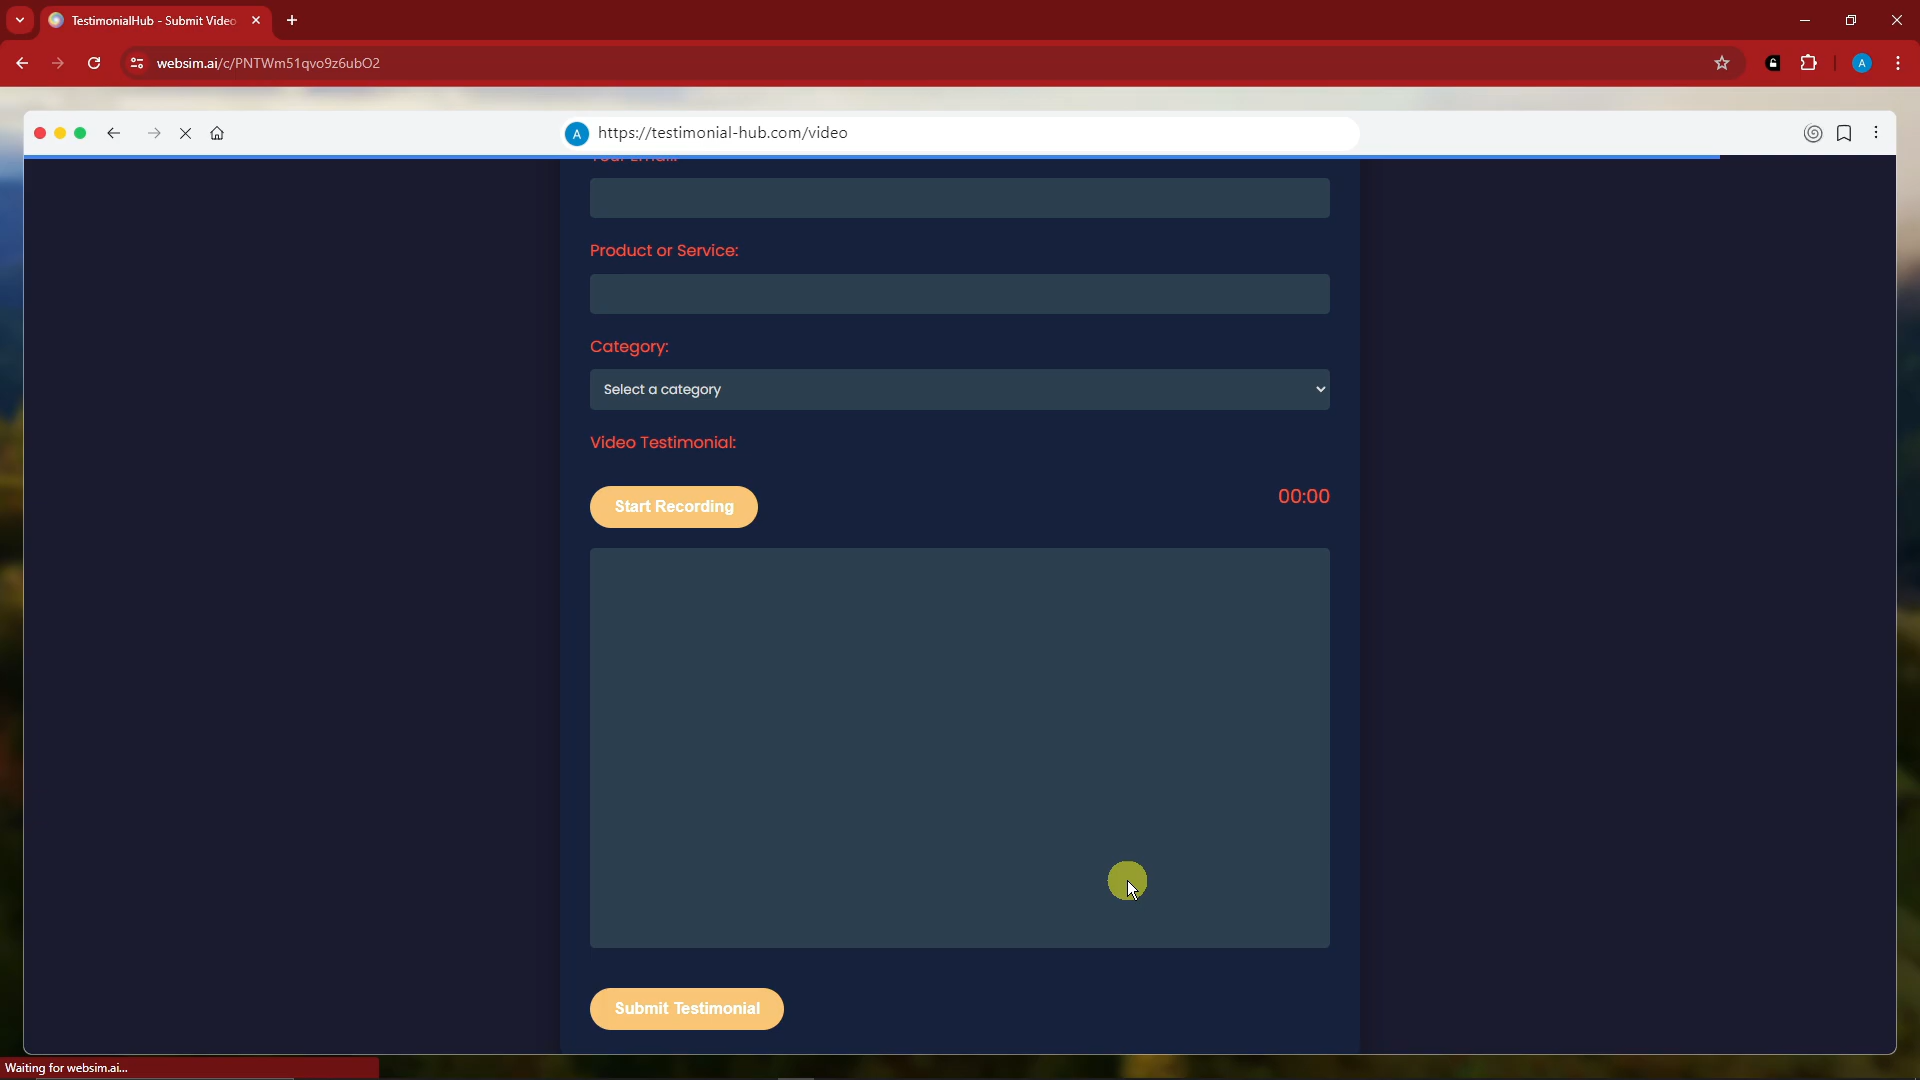 TestimonialHub - Submit Video
websim.ai/c/PNTWm51qvo9z6ubO2
A
A
https://testimonial-hub.com/video
Product or Service:
Category:
Select a category
Video Testimonial:
Start Recording
00:00
Submit Testimonial
Waiting for websim.ai...